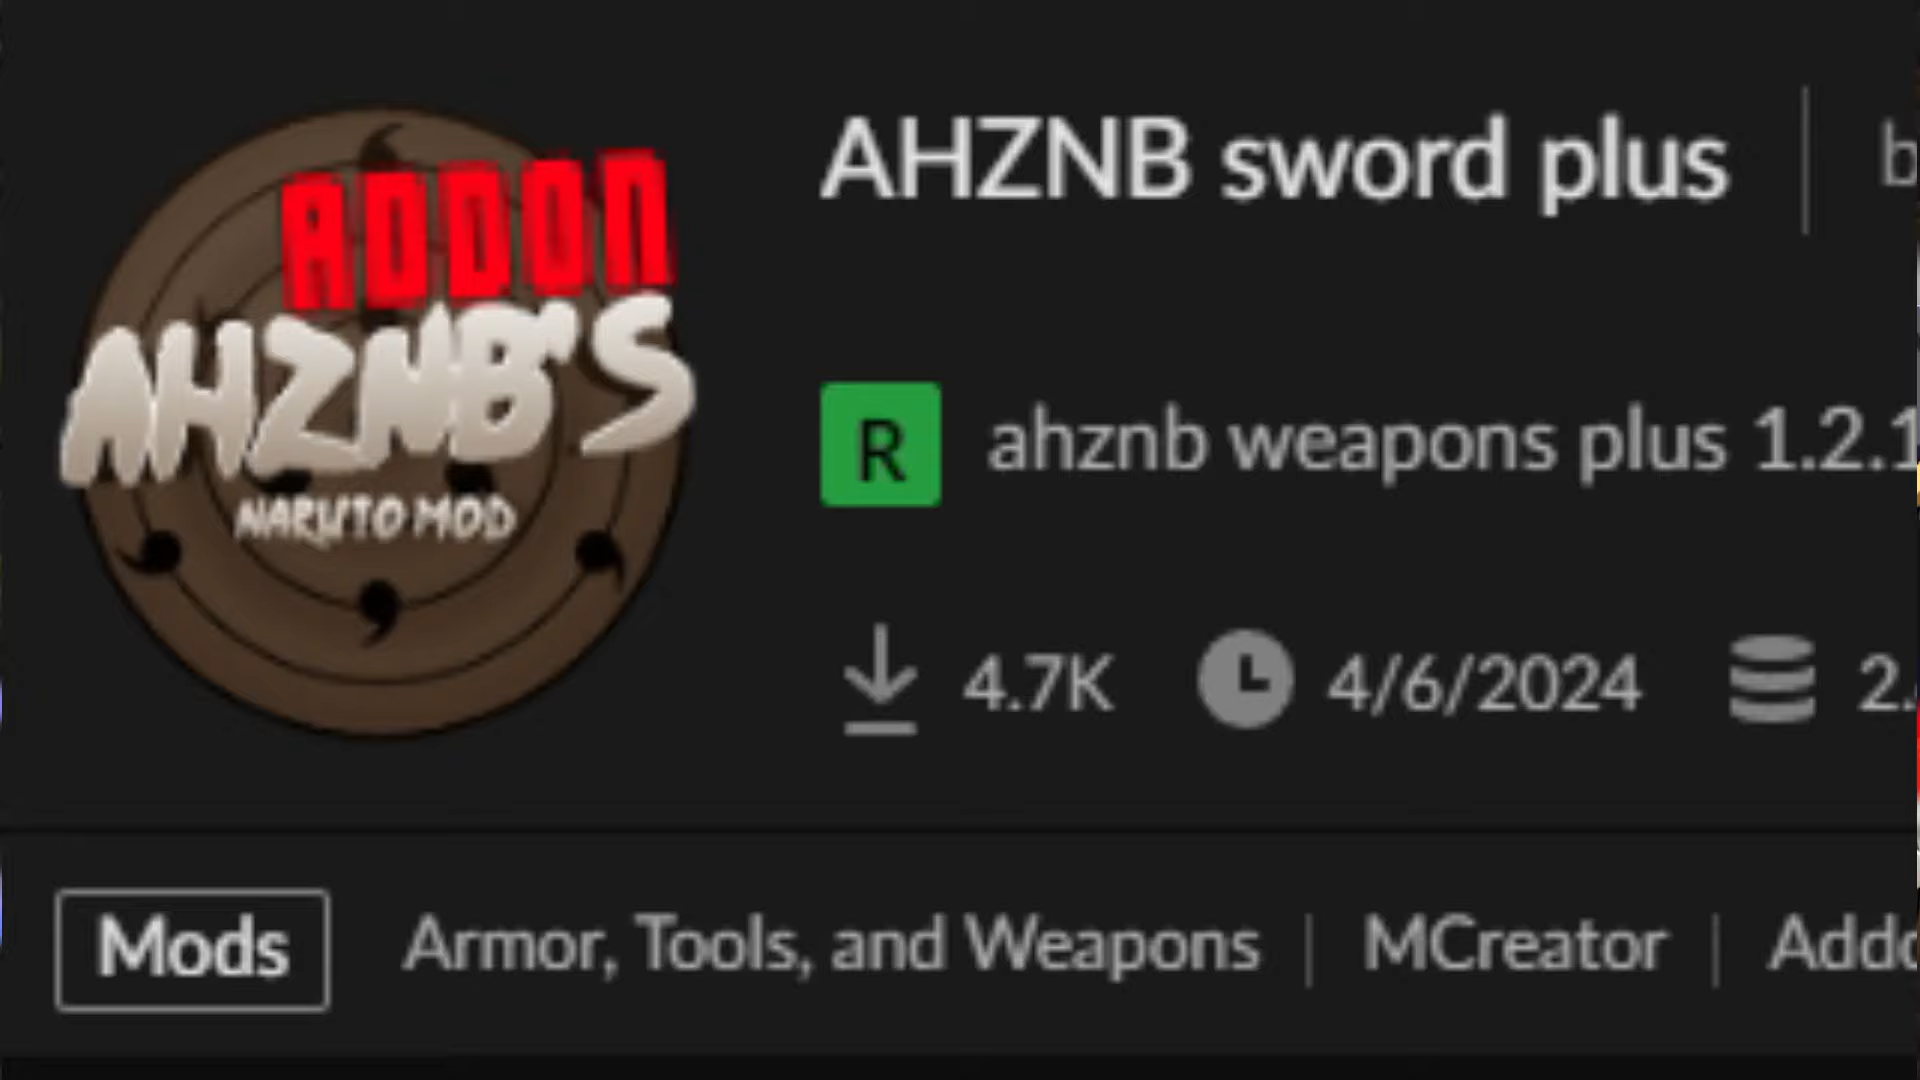 ADDON
AHZNB'S
NARUTO MOD
AHZNB sword plus
R ahznb weapons plus 1.2.1
4.7K 4/6/2024 2.
Mods Armor, Tools, and Weapons MCreator